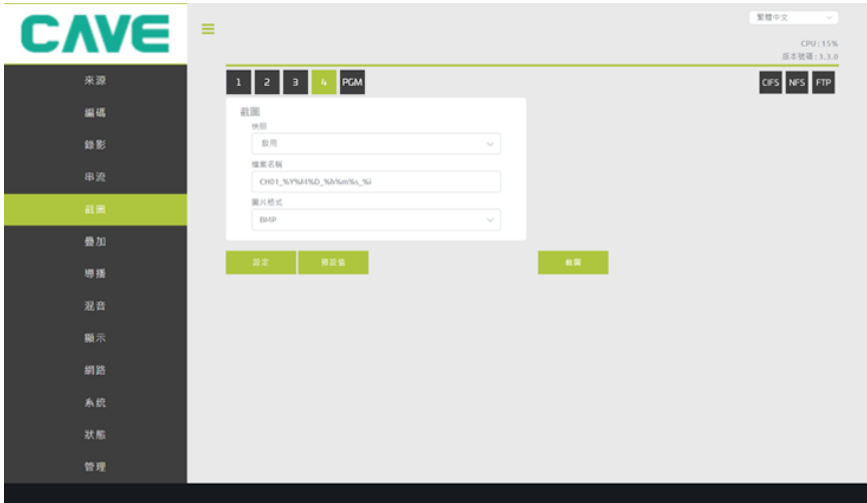 CAVE
繁體中文
CPU : 15%
版本號碼 : 3.3.0
來源
編碼
錄影
串流
截圖
疊加
導播
混音
顯示
網路
系統
狀態
管理
1 2 3 4 PGM
CIFS NFS FTP
截圖
快照
啟用
檔案名稱
CH01_%Y%M%D_%h%m%s_%i
圖片格式
BMP
設定 預設值 截圖